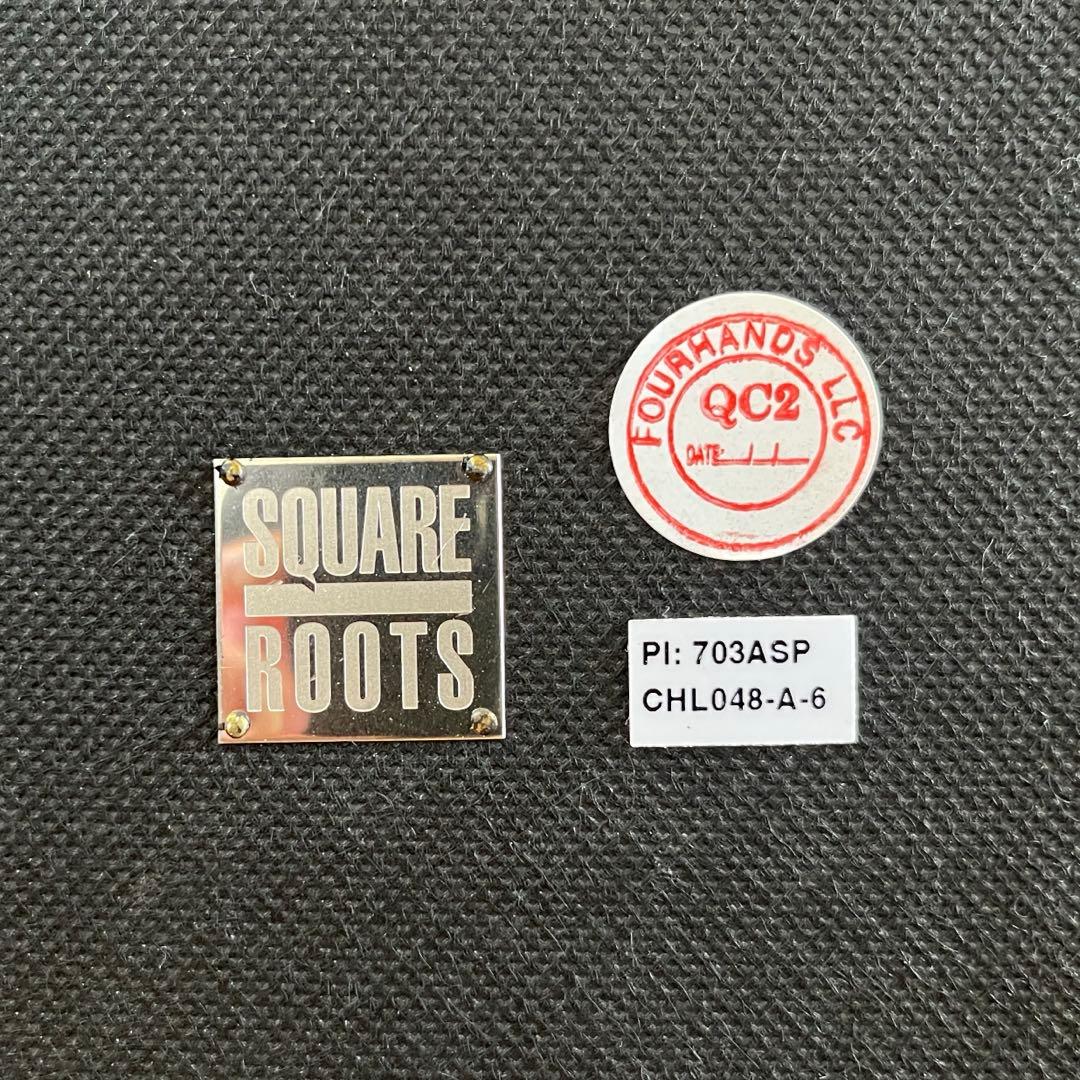 SQUARE
ROOTS
FOURHANDS LLC
QC2
DATE: / /
PI: 703ASP
CHL048-A-6